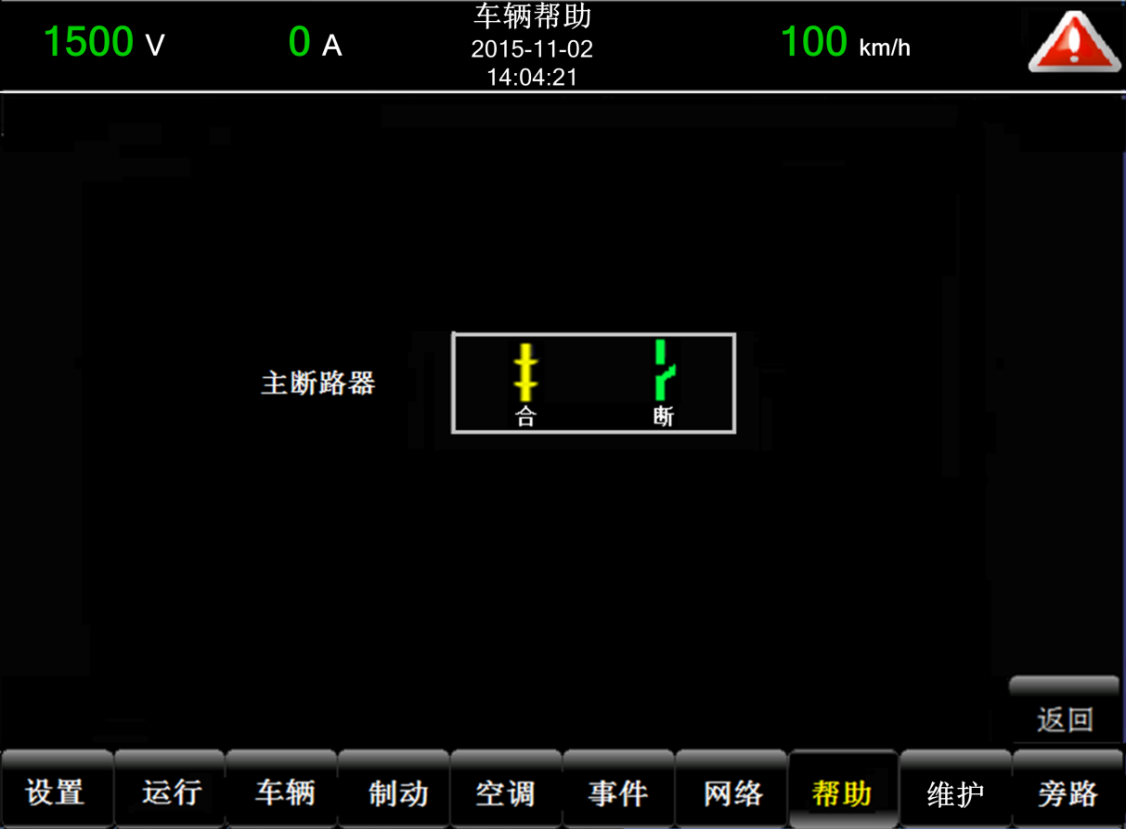 车辆帮助
1500 V 0 A 2015-11-02 100 km/h
14:04:21
主断路器
合 断
返回
设置 运行 车辆 制动 空调 事件 网络 帮助 维护 旁路